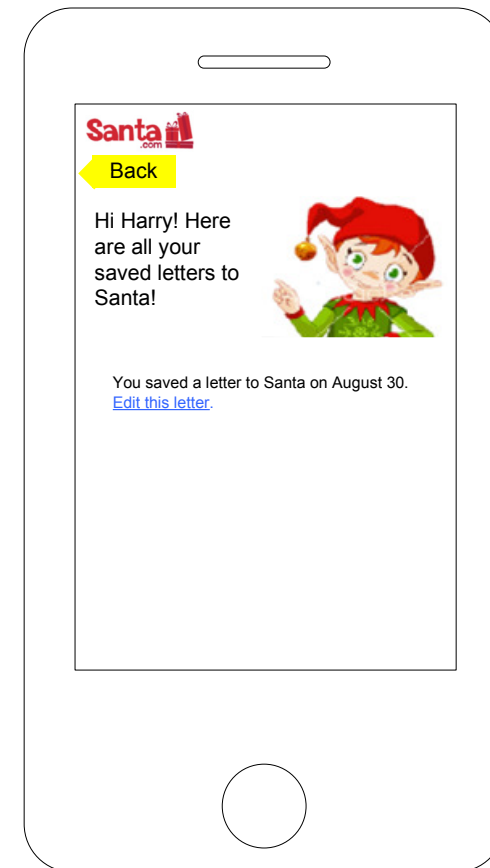 Santa
.com
Back
Hi Harry! Here
are all your
saved letters to
Santa!
You saved a letter to Santa on August 30.
Edit this letter.